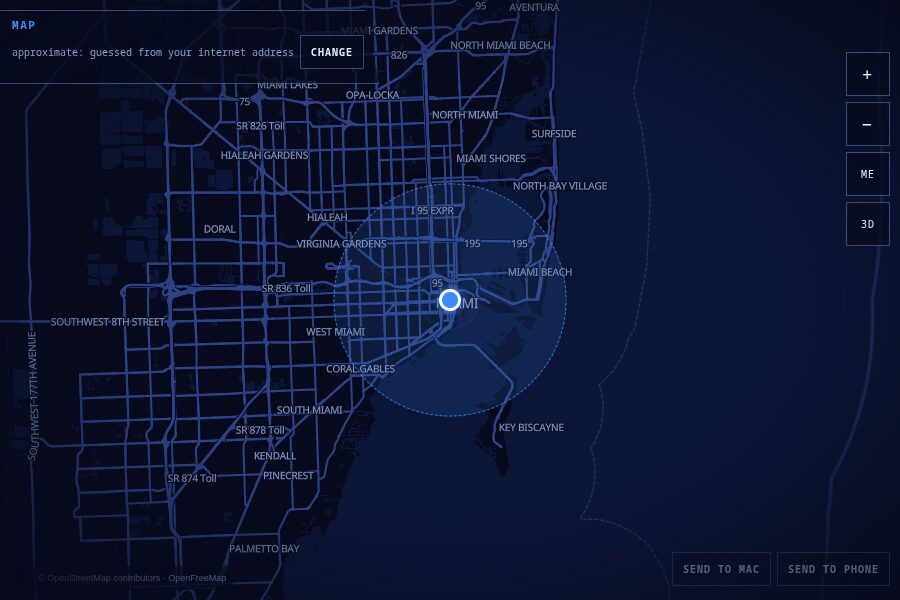 MAP
approximate: guessed from your internet address
CHANGE
95
AVENTURA
MIAMI GARDENS
NORTH MIAMI BEACH
826
MIAMI LAKES
OPA-LOCKA
75
NORTH MIAMI
SR 826 Toll
SURFSIDE
HIALEAH GARDENS
MIAMI SHORES
NORTH BAY VILLAGE
I 95 EXPR
HIALEAH
DORAL
VIRGINIA GARDENS
195
195
MIAMI BEACH
95
SR 836 Toll
MI
SOUTHWEST 8TH STREET
WEST MIAMI
SOUTHWEST 177TH AVENUE
CORAL GABLES
SOUTH MIAMI
KEY BISCAYNE
SR 878 Toll
KENDALL
SR 874 Toll
PINECREST
PALMETTO BAY
+
−
ME
3D
SEND TO MAC
SEND TO PHONE
© OpenStreetMap contributors · OpenFreeMap